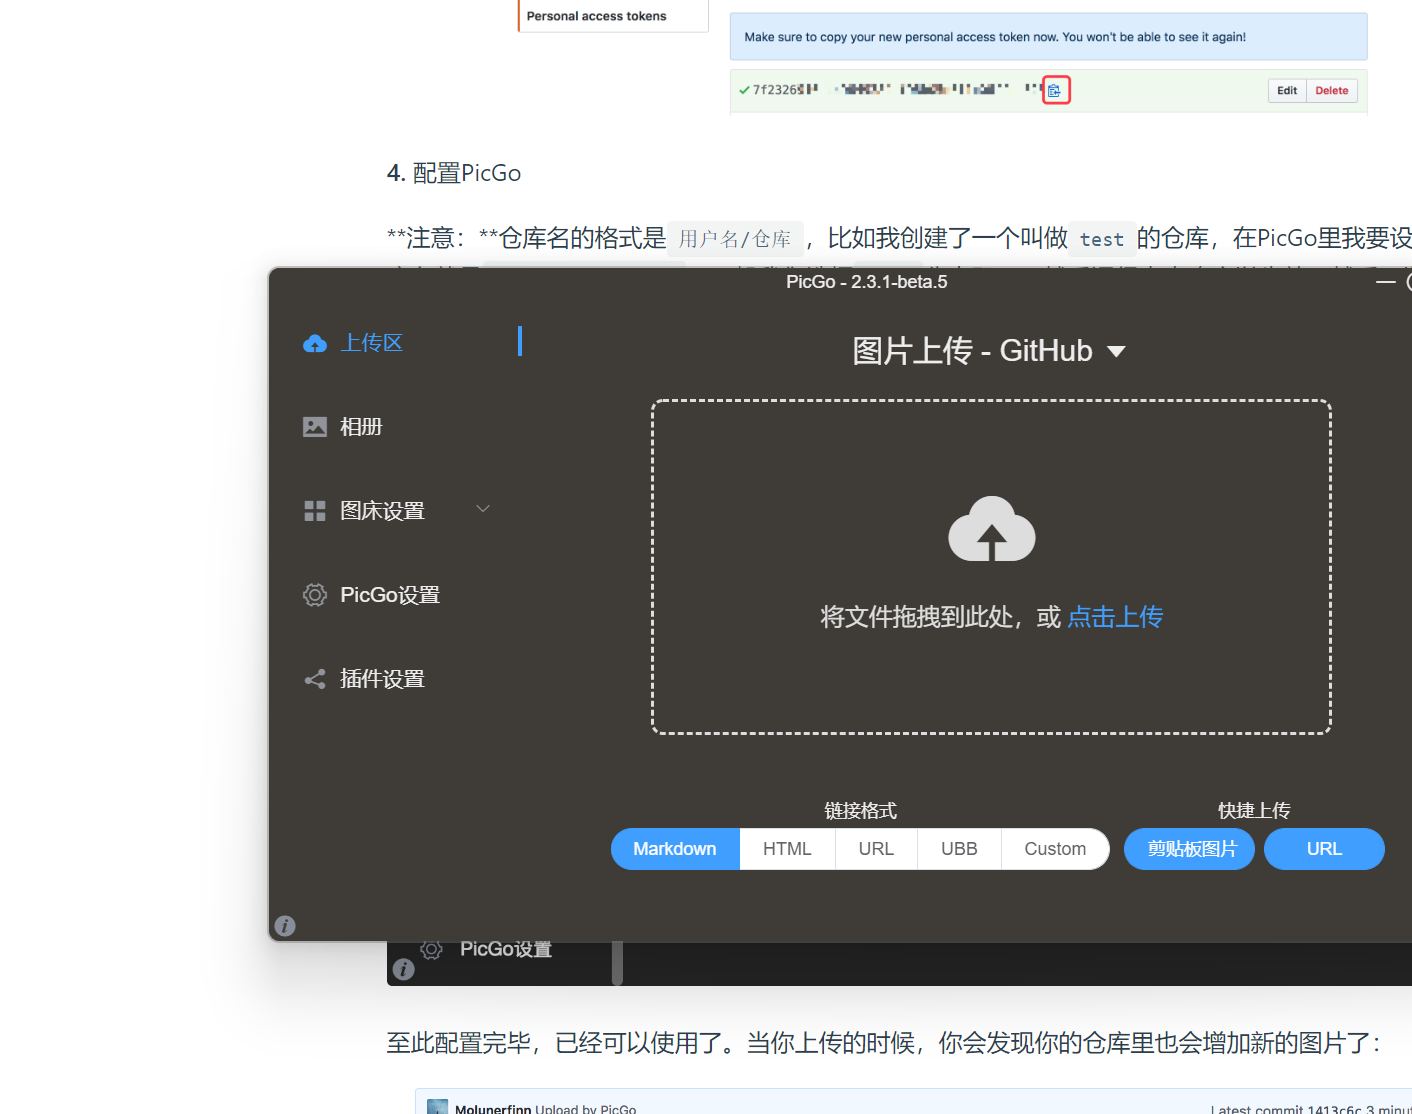 Personal access tokens
Make sure to copy your new personal access token now. You won't be able to see it again!
7f23265
Edit
Delete
4. 配置PicGo
**注意：**仓库名的格式是 用户名/仓库 ，比如我创建了一个叫做 test 的仓库，在PicGo里我要设
PicGo - 2.3.1-beta.5
上传区
图片上传 - GitHub
相册
图床设置
PicGo设置
插件设置
将文件拖拽到此处，或 点击上传
链接格式
快捷上传
Markdown
HTML
URL
UBB
Custom
剪贴板图片
URL
PicGo设置
至此配置完毕，已经可以使用了。当你上传的时候，你会发现你的仓库里也会增加新的图片了：
Molunerfinn Upload by PicGo
Latest commit 1413c6c 3 minu